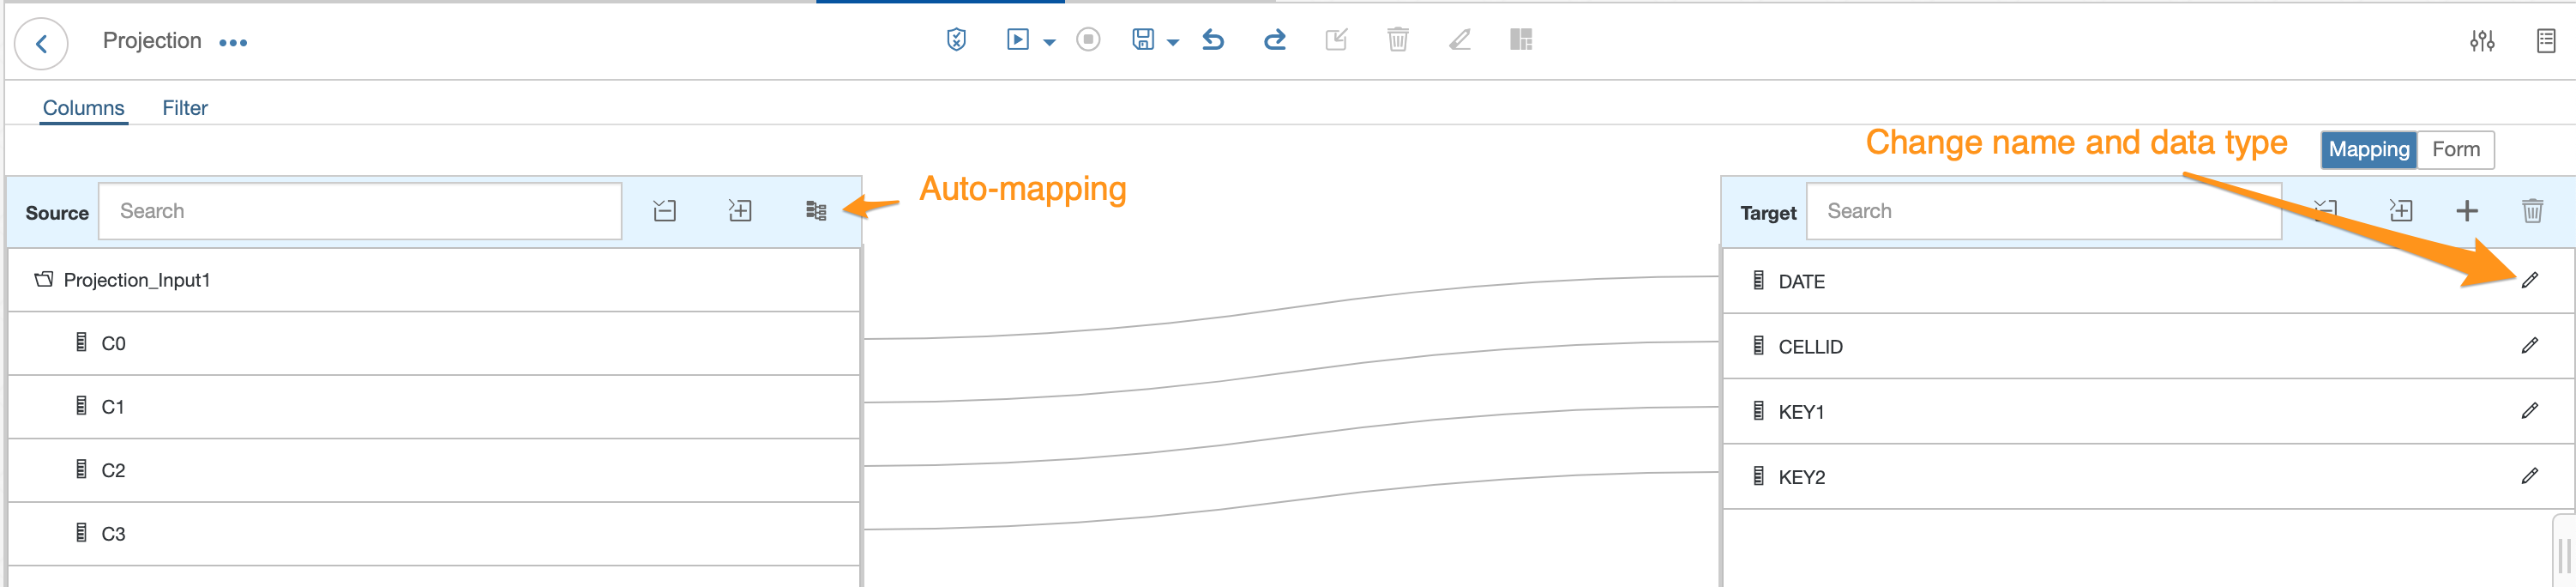 Projection
Columns Filter
Change name and data type
Mapping Form
Auto-mapping
Source Search
Target Search
Projection_Input1
DATE
C0
CELLID
C1
KEY1
C2
KEY2
C3